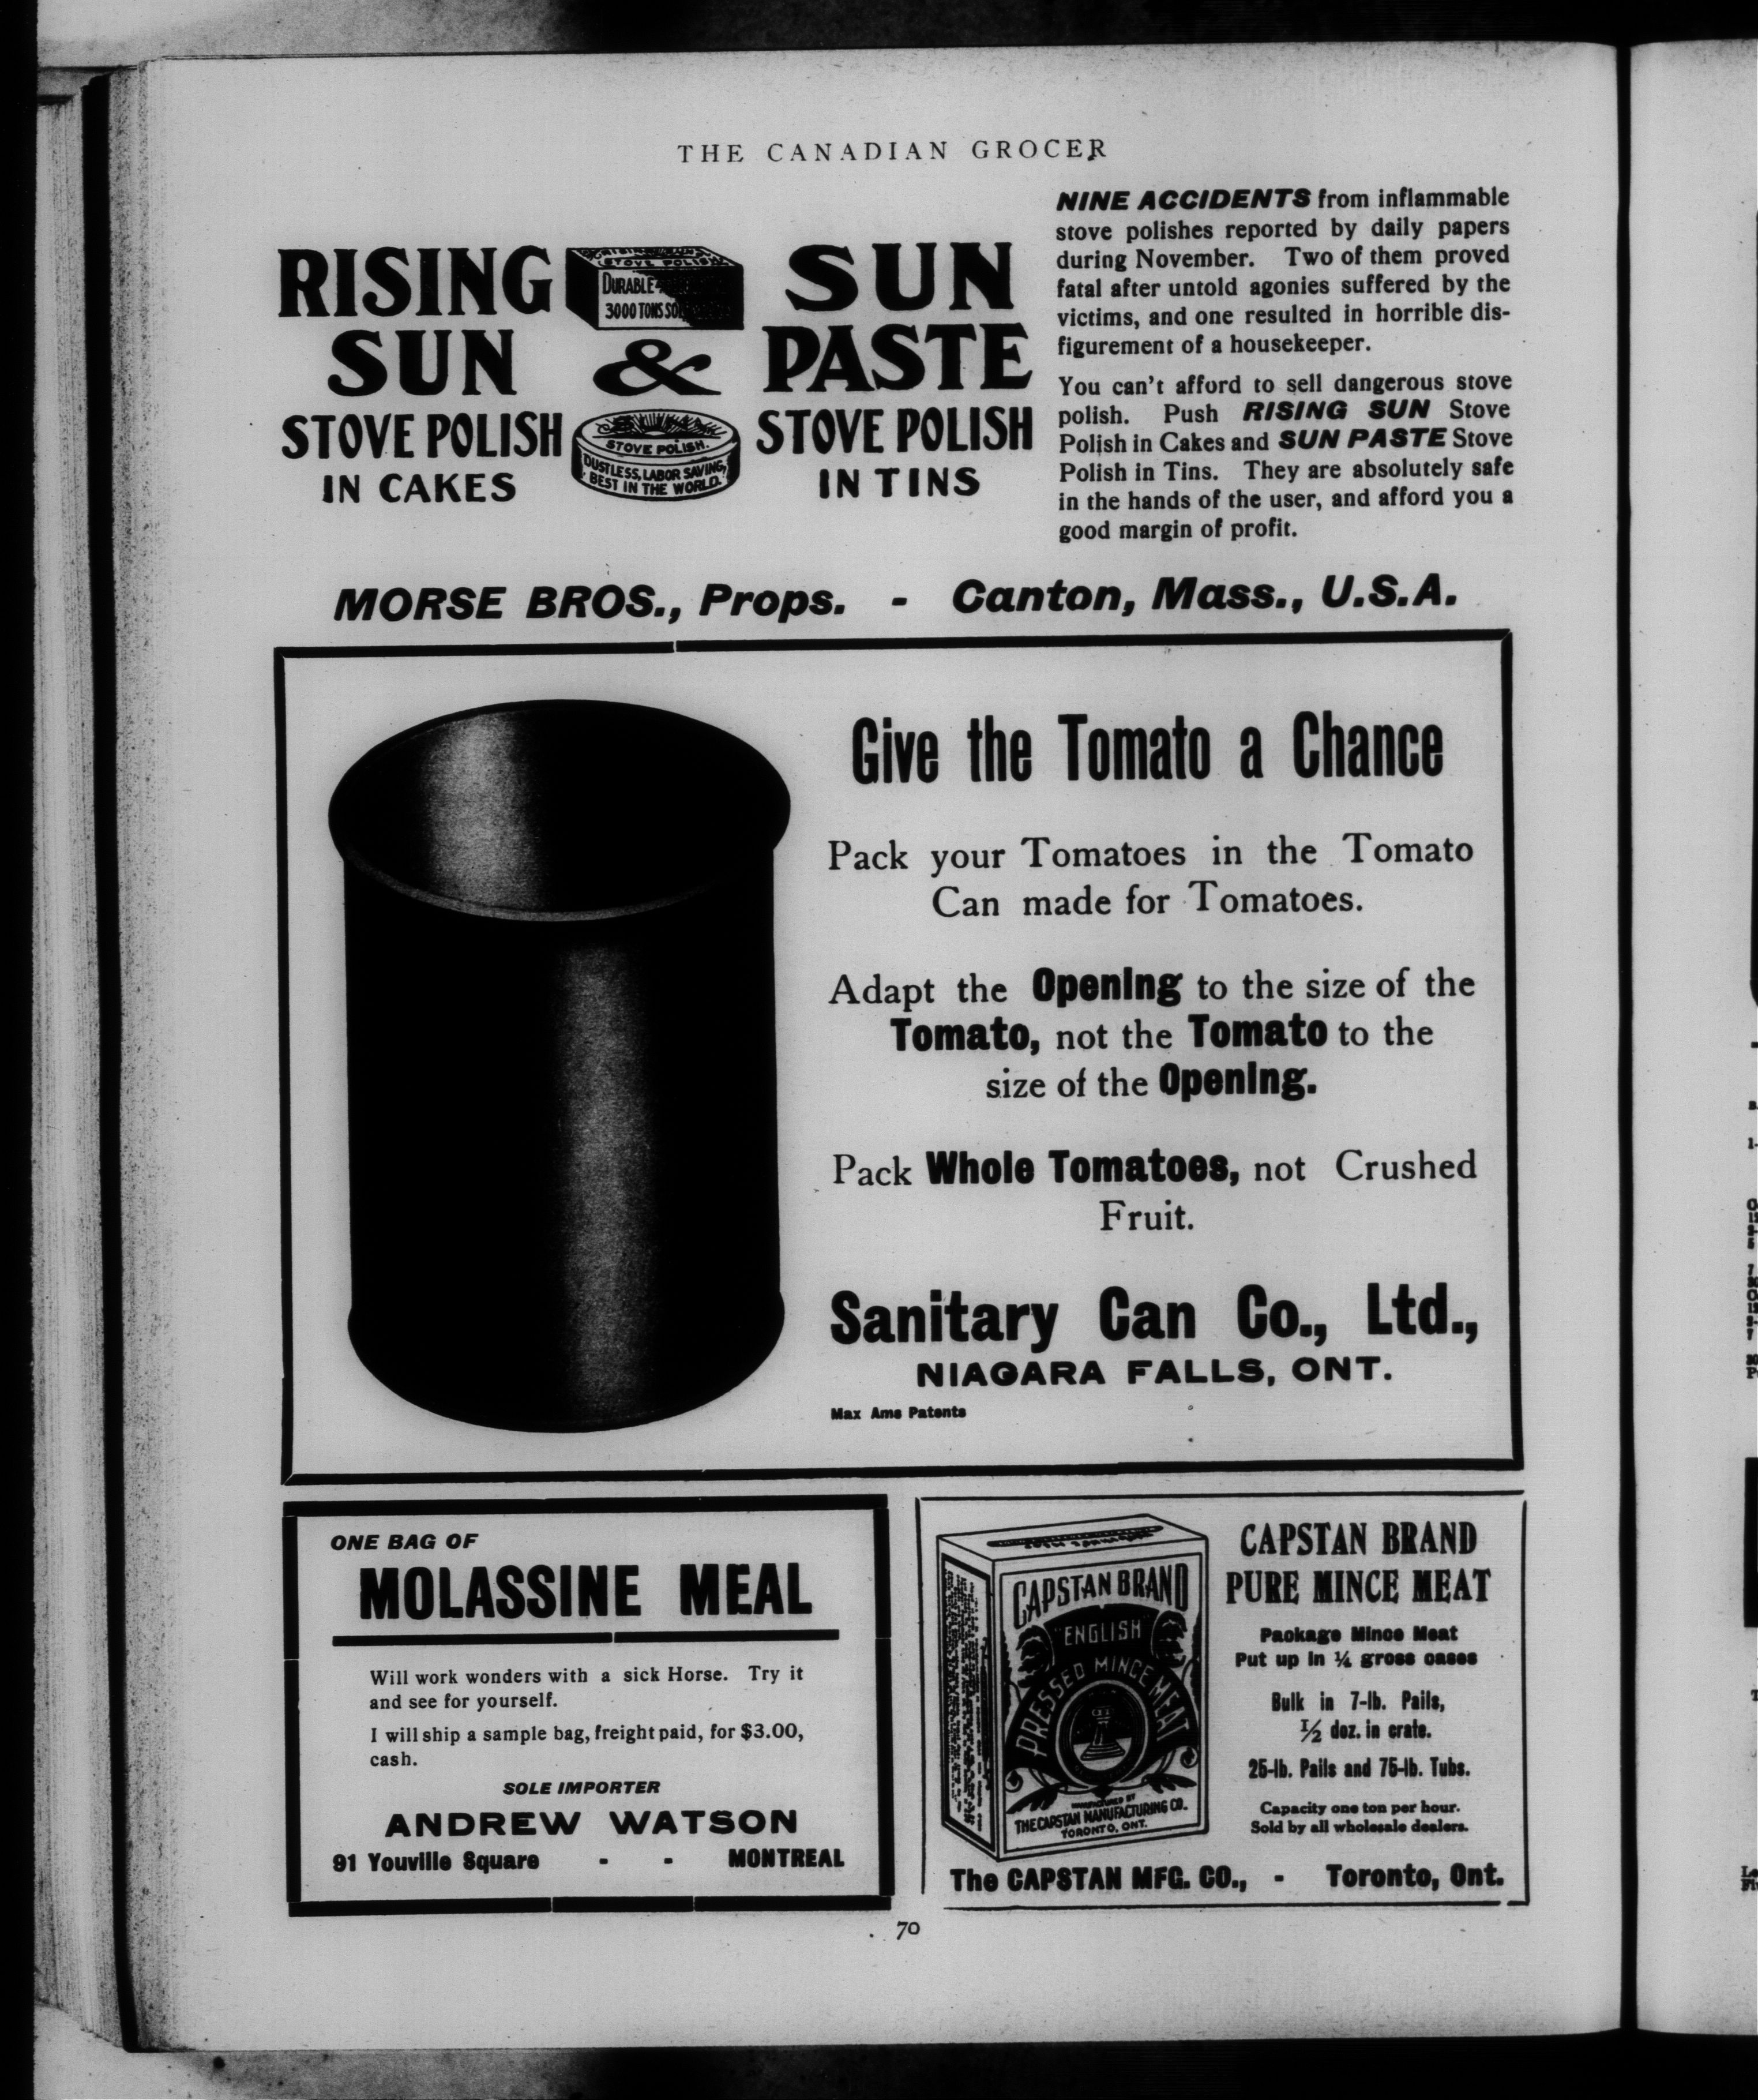 THE CANADIAN GROCER
RISING
SUN
STOVE POLISH
IN CAKES
STOVE POLISH
DURABLE
3000 TONS
&
STOVE POLISH.
DUSTLESS, LABOR SAVING,
BEST IN THE WORLD.
SUN
PASTE
STOVE POLISH
IN TINS
NINE ACCIDENTS from inflammable
stove polishes reported by daily papers
during November. Two of them proved
fatal after untold agonies suffered by the
victims, and one resulted in horrible dis-
figurement of a housekeeper.
You can't afford to sell dangerous stove
polish. Push RISING SUN Stove
Polish in Cakes and SUN PASTE Stove
Polish in Tins. They are absolutely safe
in the hands of the user, and afford you a
good margin of profit.
MORSE BROS., Props. - Canton, Mass., U.S.A.
Give the Tomato a Chance
Pack your Tomatoes in the Tomato
Can made for Tomatoes.
Adapt the Opening to the size of the
Tomato, not the Tomato to the
size of the Opening.
Pack Whole Tomatoes, not Crushed
Fruit.
Sanitary Can Co., Ltd.,
NIAGARA FALLS, ONT.
Max Ams Patents
ONE BAG OF
MOLASSINE MEAL
Will work wonders with a sick Horse. Try it
and see for yourself.
I will ship a sample bag, freight paid, for $3.00,
cash.
SOLE IMPORTER
ANDREW WATSON
91 Youville Square - - MONTREAL
CAPSTAN BRAND
ENGLISH
PRESSED MINCE MEAT
MANUFACTURED BY
THE CAPSTAN MANUFACTURING CO.
TORONTO, ONT.
CAPSTAN BRAND
PURE MINCE MEAT
Package Mince Meat
Put up in ¼ gross cases
Bulk in 7-lb. Pails,
½ doz. in crate.
25-lb. Pails and 75-lb. Tubs.
Capacity one ton per hour.
Sold by all wholesale dealers.
The CAPSTAN MFG. CO., - Toronto, Ont.
70